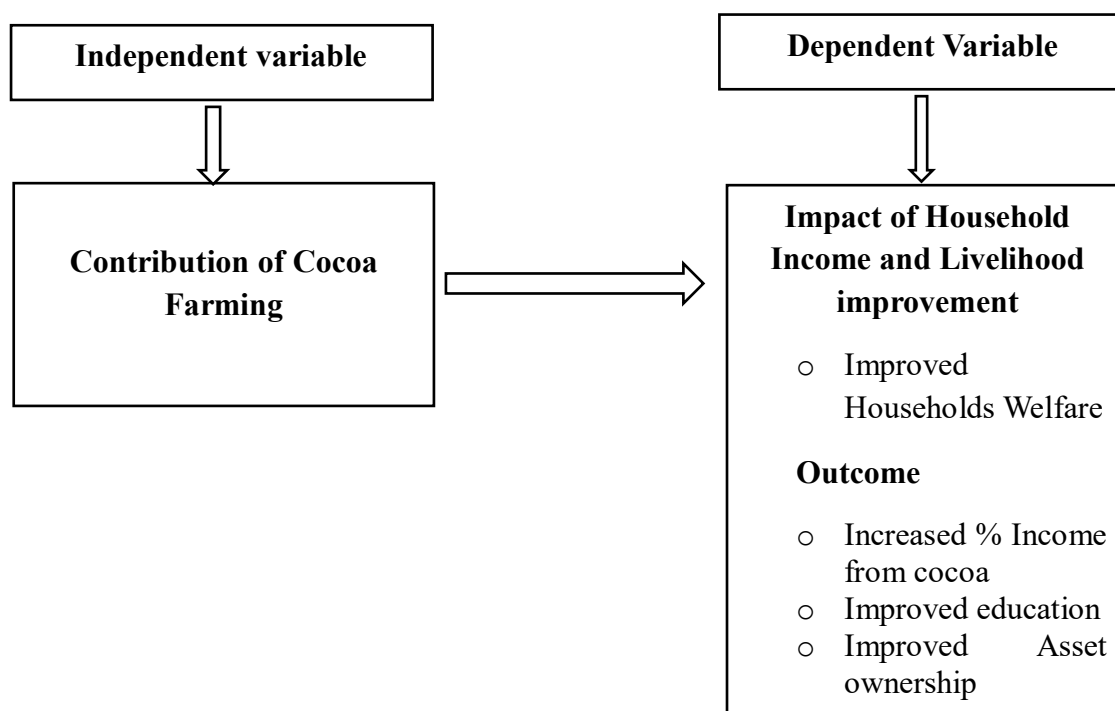 Independent variable
Dependent Variable
Contribution of Cocoa
Farming
Impact of Household
Income and Livelihood
improvement
o Improved
Households Welfare
Outcome
o Increased % Income
from cocoa
o Improved education
o Improved Asset
ownership